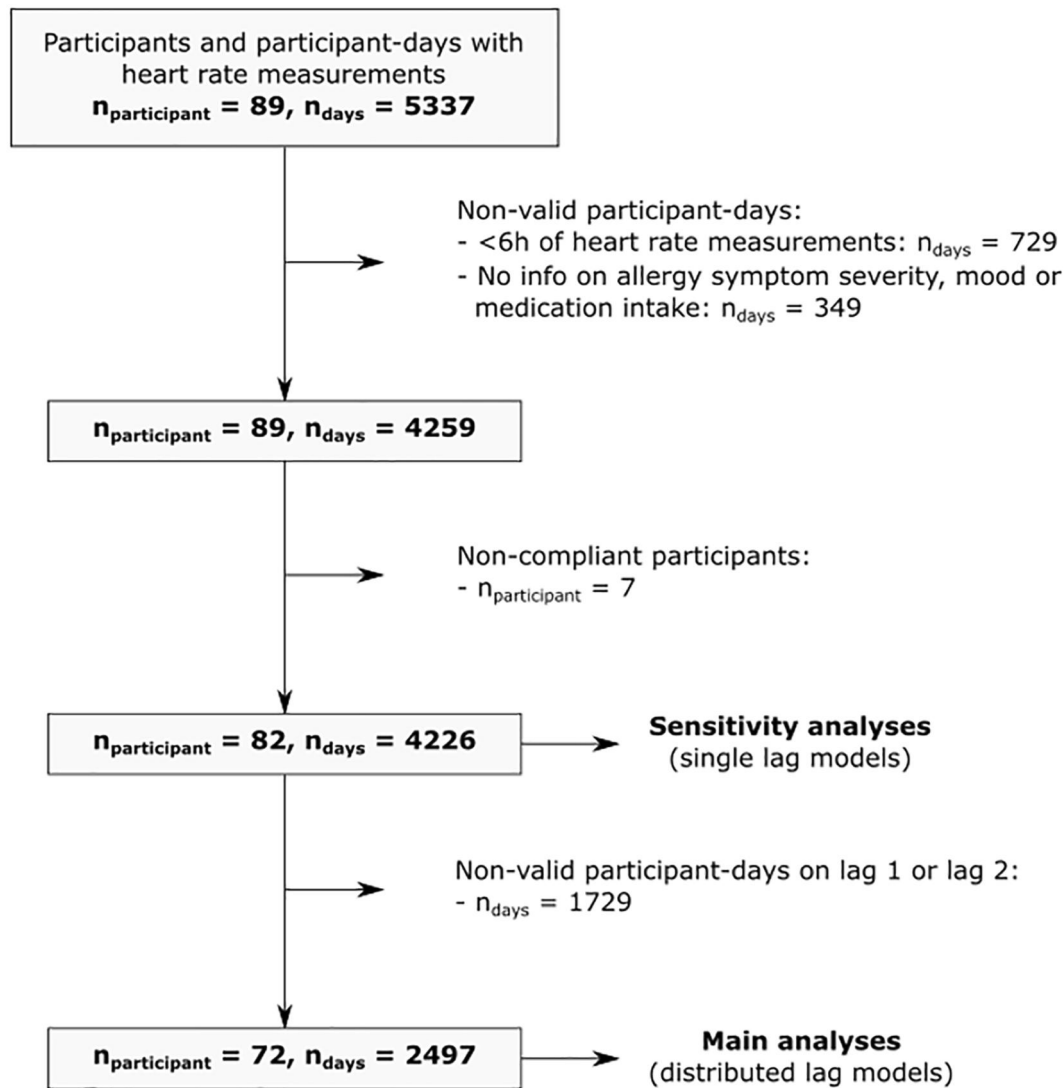 Participants and participant-days with
heart rate measurements
nparticipant = 89, ndays = 5337
Non-valid participant-days:
- <6h of heart rate measurements: ndays = 729
- No info on allergy symptom severity, mood or
medication intake: ndays = 349
nparticipant = 89, ndays = 4259
Non-compliant participants:
- nparticipant = 7
nparticipant = 82, ndays = 4226
Sensitivity analyses
(single lag models)
Non-valid participant-days on lag 1 or lag 2:
- ndays = 1729
nparticipant = 72, ndays = 2497
Main analyses
(distributed lag models)